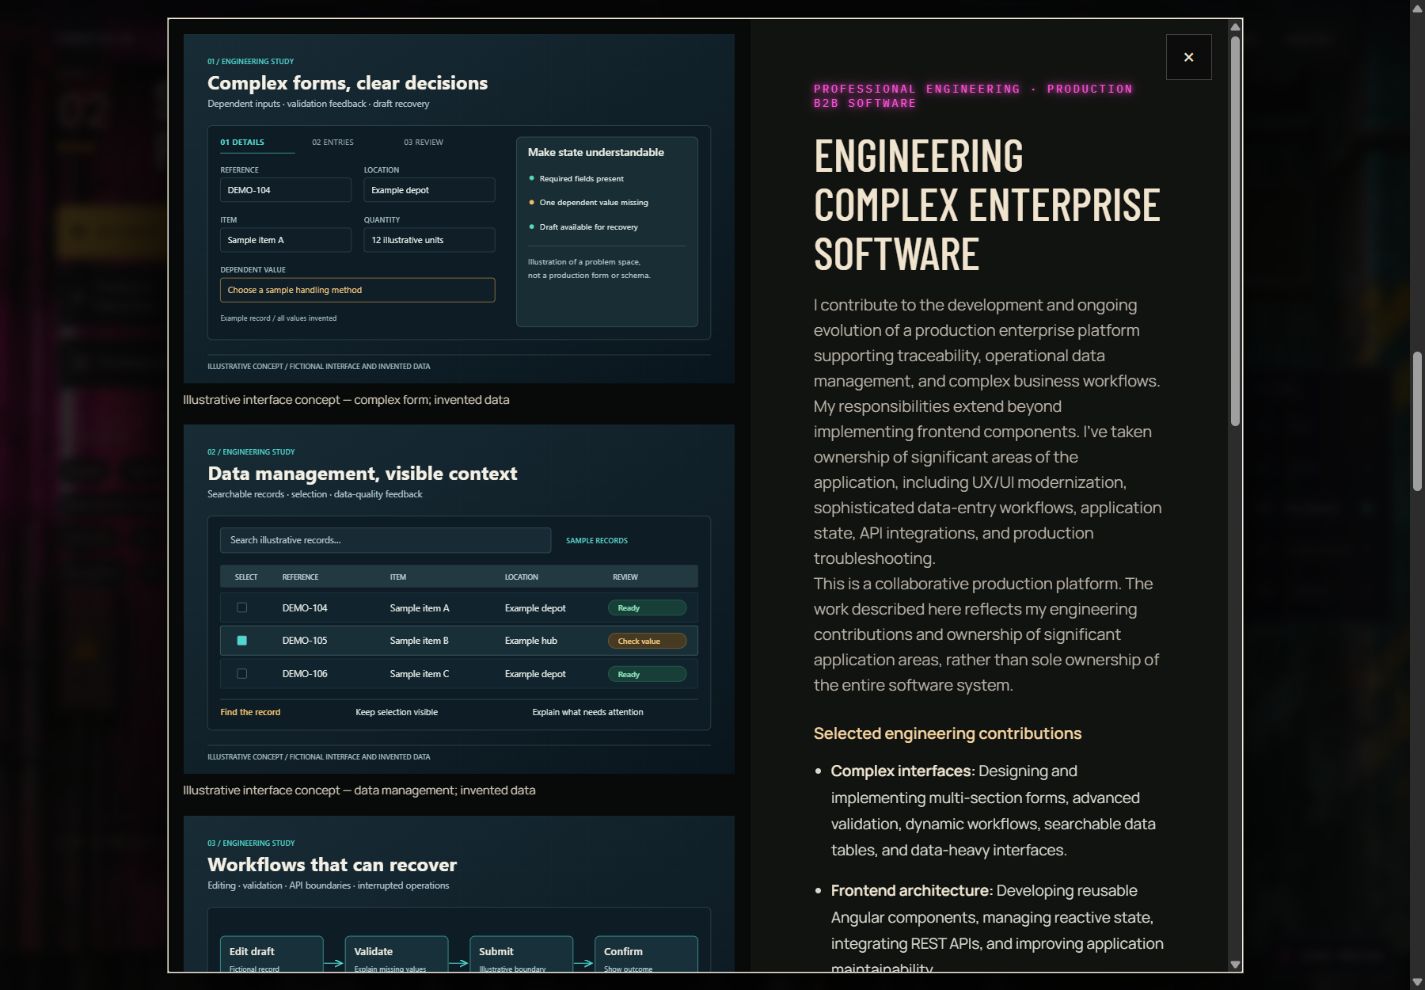 01 / ENGINEERING STUDY
Complex forms, clear decisions
Dependent inputs · validation feedback · draft recovery
01 DETAILS
02 ENTRIES
03 REVIEW
REFERENCE
LOCATION
DEMO-104
Example depot
ITEM
QUANTITY
Sample item A
12 illustrative units
DEPENDENT VALUE
Choose a sample handling method
Example record / all values invented
Make state understandable
Required fields present
One dependent value missing
Draft available for recovery
Illustration of a problem space,
not a production form or schema.
ILLUSTRATIVE CONCEPT / FICTIONAL INTERFACE AND INVENTED DATA
Illustrative interface concept — complex form; invented data
02 / ENGINEERING STUDY
Data management, visible context
Searchable records · selection · data-quality feedback
Search illustrative records...
SAMPLE RECORDS
SELECT REFERENCE ITEM LOCATION REVIEW
DEMO-104 Sample item A Example depot Ready
DEMO-105 Sample item B Example hub Check value
DEMO-106 Sample item C Example depot Ready
Find the record Keep selection visible Explain what needs attention
ILLUSTRATIVE CONCEPT / FICTIONAL INTERFACE AND INVENTED DATA
Illustrative interface concept — data management; invented data
03 / ENGINEERING STUDY
Workflows that can recover
Editing · validation · API boundaries · interrupted operations
Edit draft
Fictional record
Validate
Explain missing values
Submit
Illustrative boundary
Confirm
Show outcome
×
PROFESSIONAL ENGINEERING · PRODUCTION
B2B SOFTWARE
ENGINEERING
COMPLEX ENTERPRISE
SOFTWARE
I contribute to the development and ongoing
evolution of a production enterprise platform
supporting traceability, operational data
management, and complex business workflows.
My responsibilities extend beyond
implementing frontend components. I've taken
ownership of significant areas of the
application, including UX/UI modernization,
sophisticated data-entry workflows, application
state, API integrations, and production
troubleshooting.
This is a collaborative production platform. The
work described here reflects my engineering
contributions and ownership of significant
application areas, rather than sole ownership of
the entire software system.
Selected engineering contributions
• Complex interfaces: Designing and
implementing multi-section forms, advanced
validation, dynamic workflows, searchable data
tables, and data-heavy interfaces.
• Frontend architecture: Developing reusable
Angular components, managing reactive state,
integrating REST APIs, and improving application
maintainability.